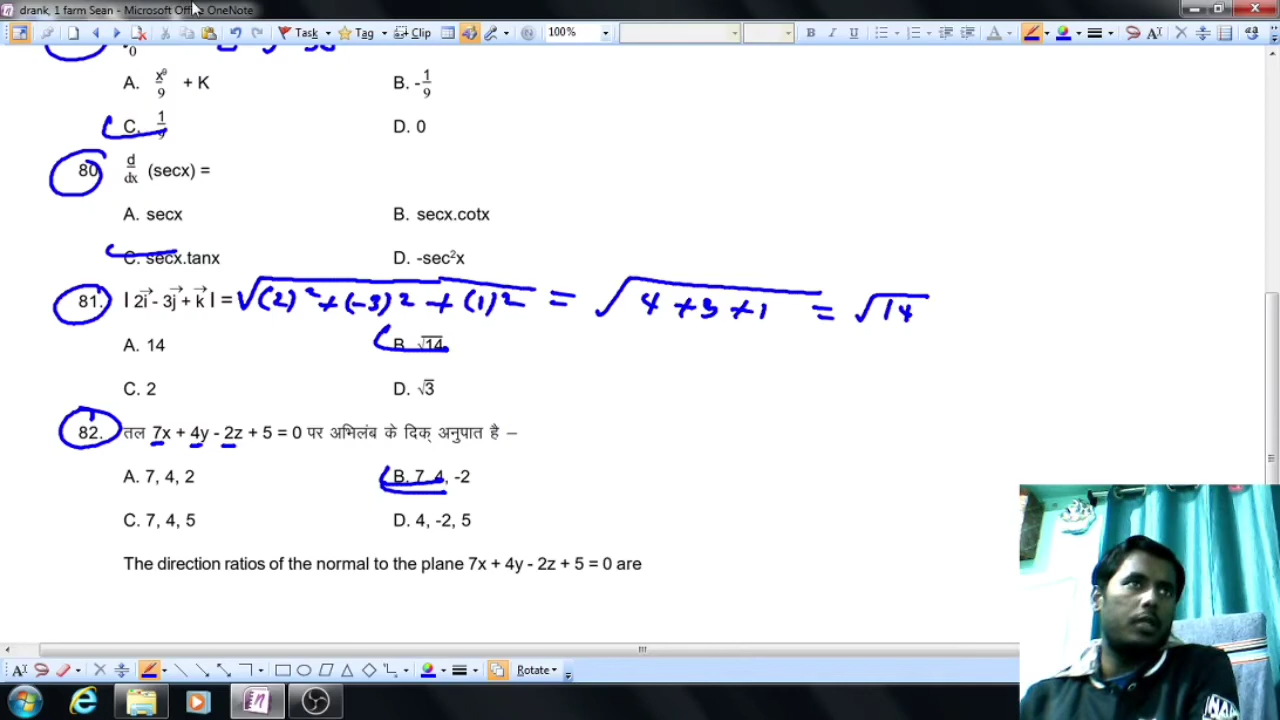 drank, 1 farm Sean - Microsoft Office OneNote
Task Tag Clip 100% B I U
0
A. x⁹/9 + K B. -1/9
C. 1/9 D. 0
80 d/dx (secx) =
A. secx B. secx.cotx
C. secx.tanx D. -sec²x
81. | 2i⃗ - 3j⃗ + k⃗ | = √(2)² + (-3)² + (1)² = √4 + 9 + 1 = √14
A. 14 B. √14
C. 2 D. √3
82. तल 7x + 4y - 2z + 5 = 0 पर अभिलंब के दिक् अनुपात है –
A. 7, 4, 2 B. 7, 4, -2
C. 7, 4, 5 D. 4, -2, 5
The direction ratios of the normal to the plane 7x + 4y - 2z + 5 = 0 are
Rotate